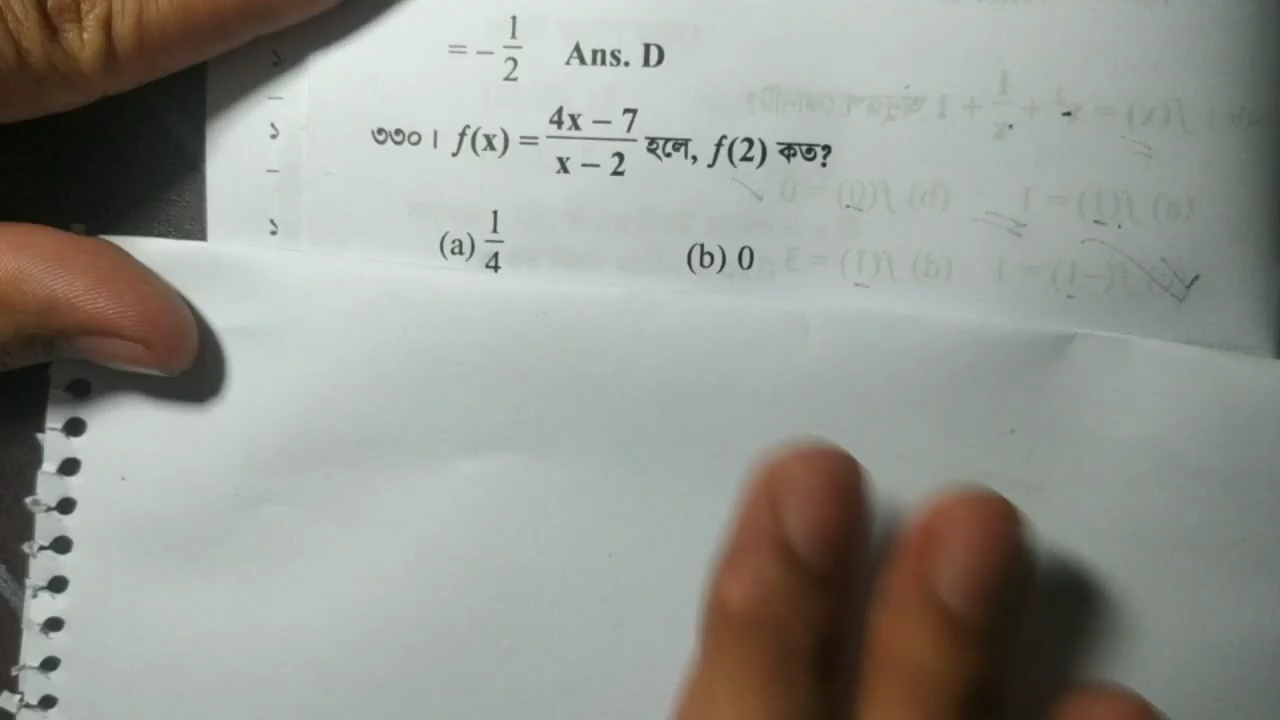 = - 1/2 Ans. D
৩৩০। f(x) = (4x - 7)/(x - 2) হলে, f(2) কত?
(a) 1/4 (b) 0